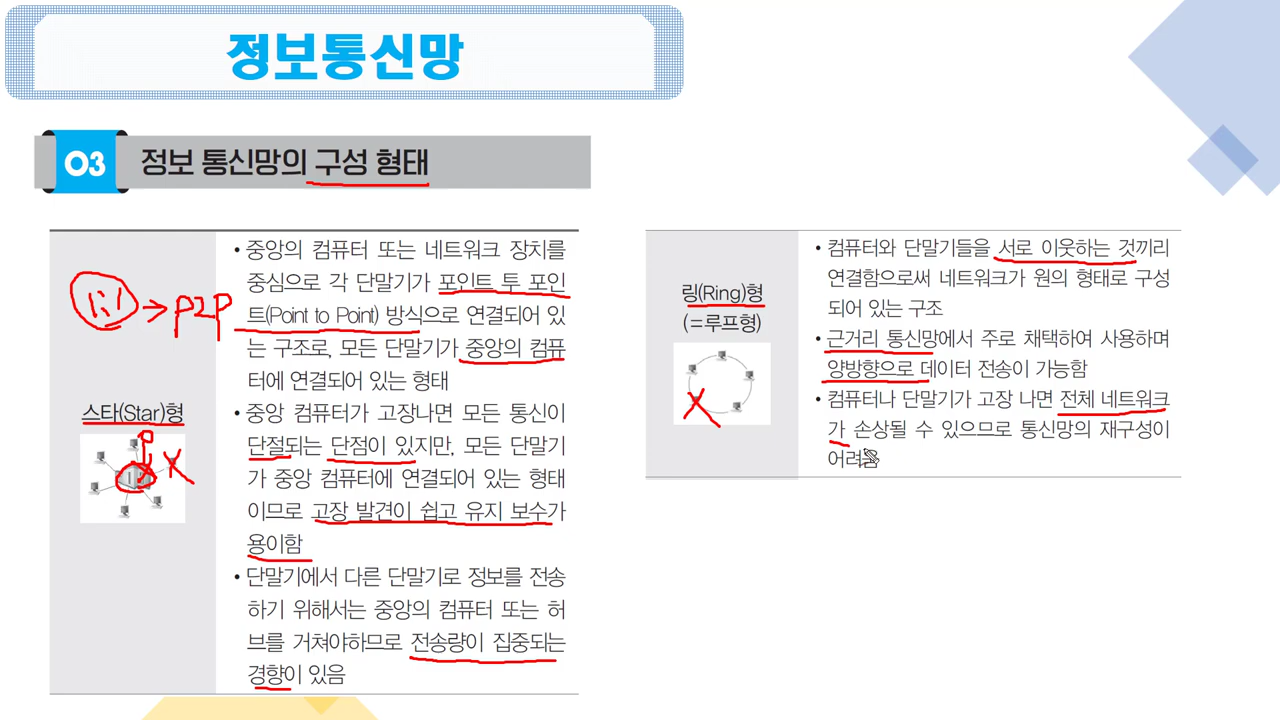 정보통신망
03 정보 통신망의 구성 형태
1:1 → P2P
스타(Star)형
• 중앙의 컴퓨터 또는 네트워크 장치를
중심으로 각 단말기가 포인트 투 포인
트(Point to Point) 방식으로 연결되어 있
는 구조로, 모든 단말기가 중앙의 컴퓨
터에 연결되어 있는 형태
• 중앙 컴퓨터가 고장나면 모든 통신이
단절되는 단점이 있지만, 모든 단말기
가 중앙 컴퓨터에 연결되어 있는 형태
이므로 고장 발견이 쉽고 유지 보수가
용이함
• 단말기에서 다른 단말기로 정보를 전송
하기 위해서는 중앙의 컴퓨터 또는 허
브를 거쳐야하므로 전송량이 집중되는
경향이 있음
링(Ring)형
(=루프형)
• 컴퓨터와 단말기들을 서로 이웃하는 것끼리
연결함으로써 네트워크가 원의 형태로 구성
되어 있는 구조
• 근거리 통신망에서 주로 채택하여 사용하며
양방향으로 데이터 전송이 가능함
• 컴퓨터나 단말기가 고장 나면 전체 네트워크
가 손상될 수 있으므로 통신망의 재구성이
어려움